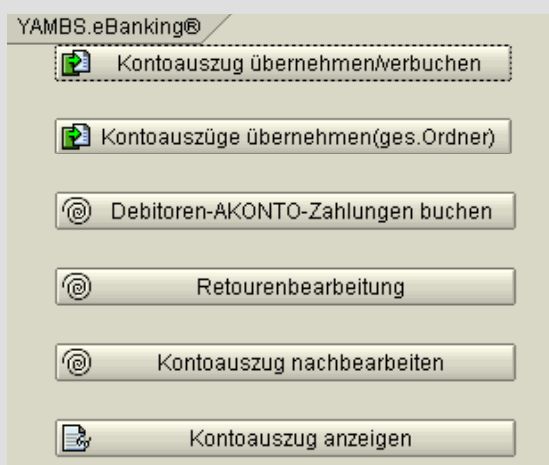 YAMBS.eBanking®
Kontoauszug übernehmen/verbuchen
Kontoauszüge übernehmen(ges.Ordner)
Debitoren-AKONTO-Zahlungen buchen
Retourenbearbeitung
Kontoauszug nachbearbeiten
Kontoauszug anzeigen